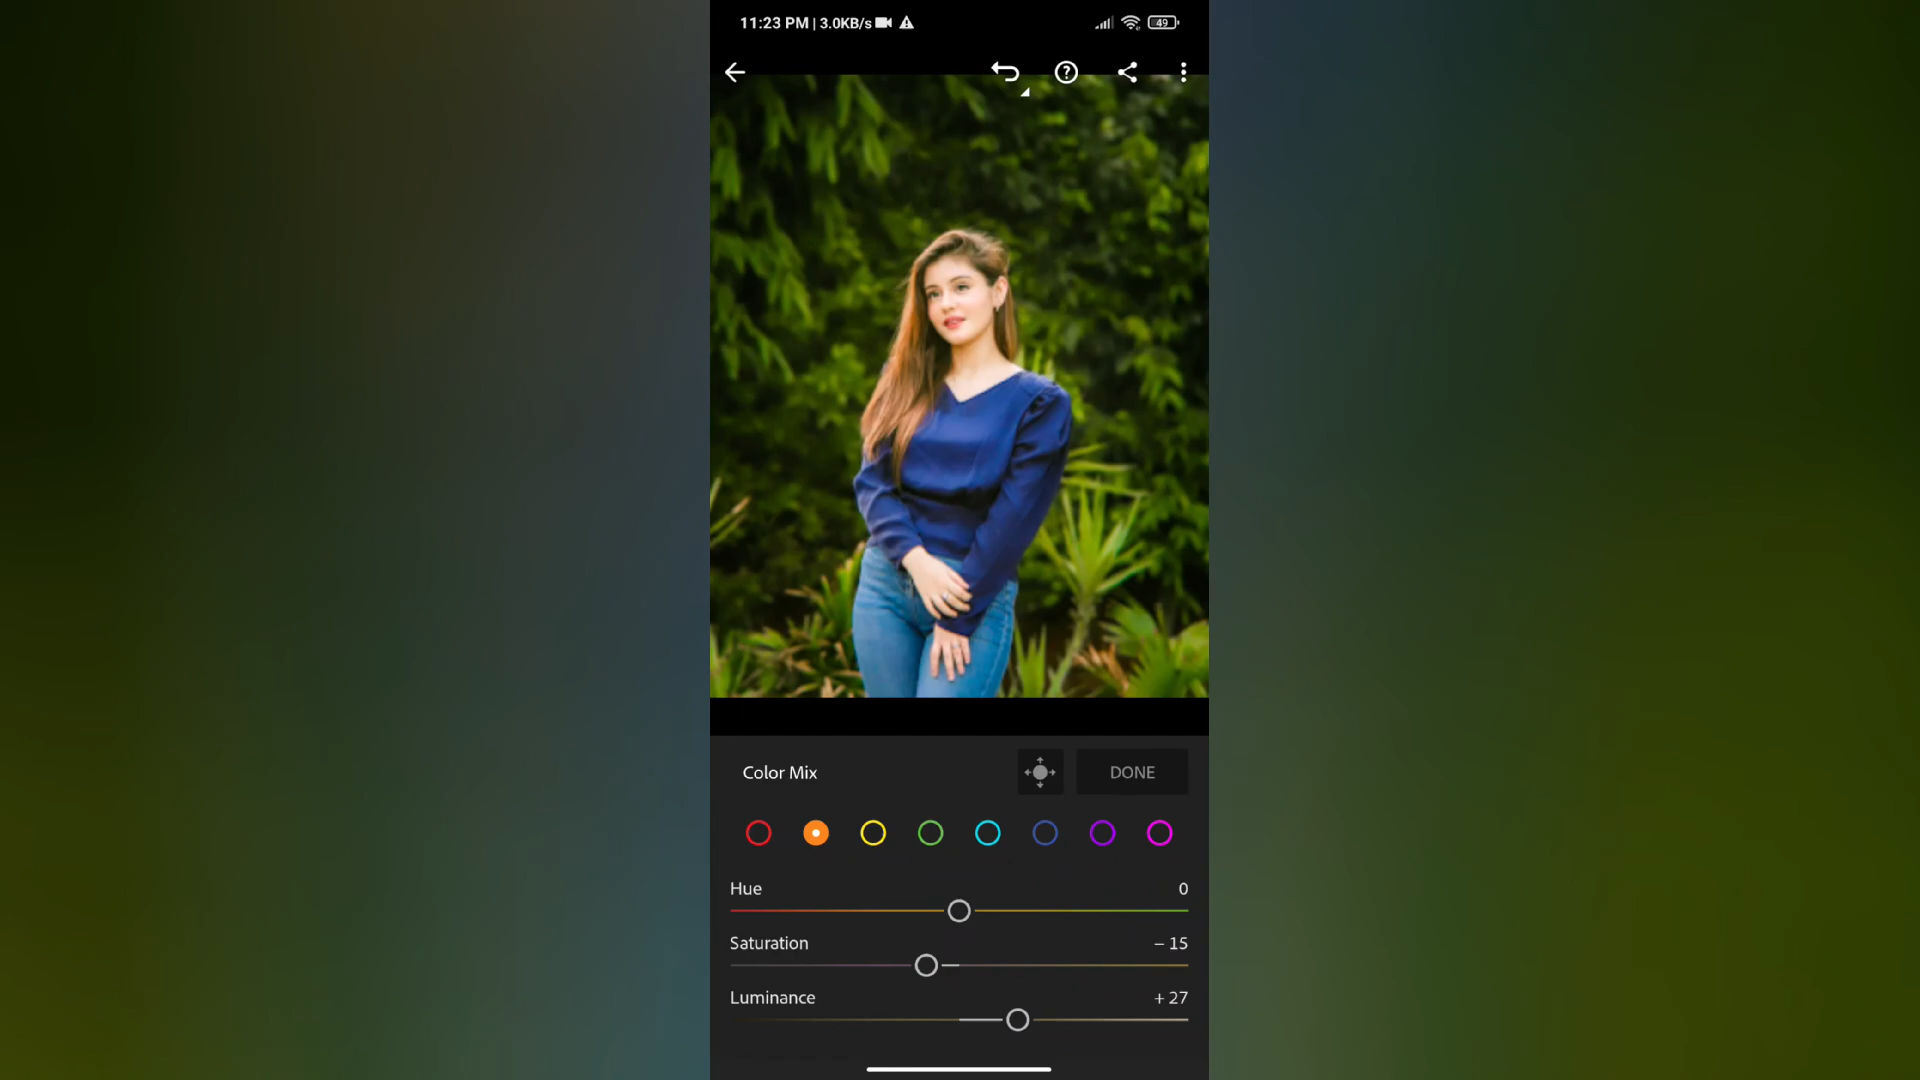 11:23 PM | 3.0KB/s 49
Color Mix DONE
Hue 0
Saturation – 15
Luminance + 27